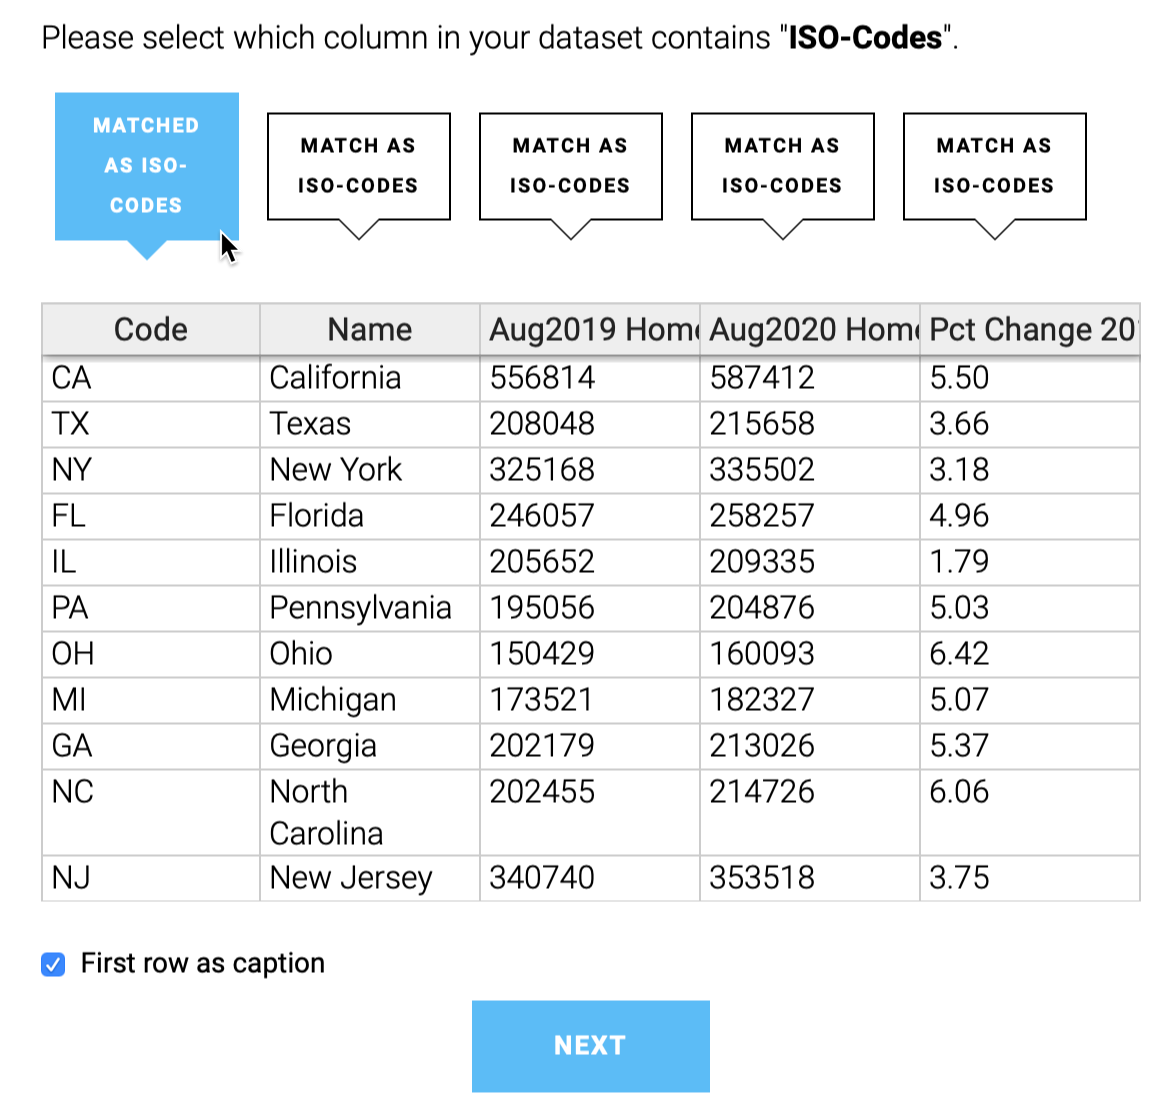 Please select which column in your dataset contains "ISO-Codes".
MATCHED
AS ISO-
CODES
MATCH AS
ISO-CODES
MATCH AS
ISO-CODES
MATCH AS
ISO-CODES
MATCH AS
ISO-CODES
Code Name Aug2019 Home Aug2020 Home Pct Change 20
CA California 556814 587412 5.50
TX Texas 208048 215658 3.66
NY New York 325168 335502 3.18
FL Florida 246057 258257 4.96
IL Illinois 205652 209335 1.79
PA Pennsylvania 195056 204876 5.03
OH Ohio 150429 160093 6.42
MI Michigan 173521 182327 5.07
GA Georgia 202179 213026 5.37
NC North 202455 214726 6.06
Carolina
NJ New Jersey 340740 353518 3.75
First row as caption
NEXT